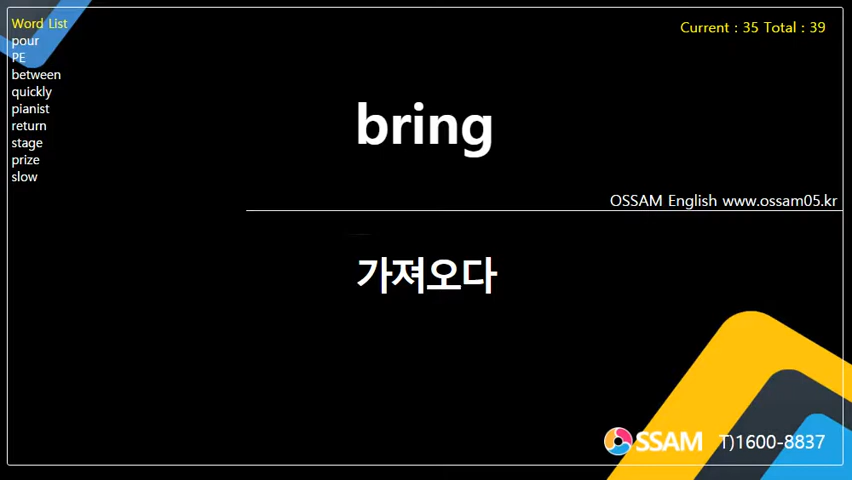 Word List
pour
PE
between
quickly
pianist
return
stage
prize
slow
Current : 35 Total : 39
bring
OSSAM English www.ossam05.kr
가져오다
OSSAM T)1600-8837